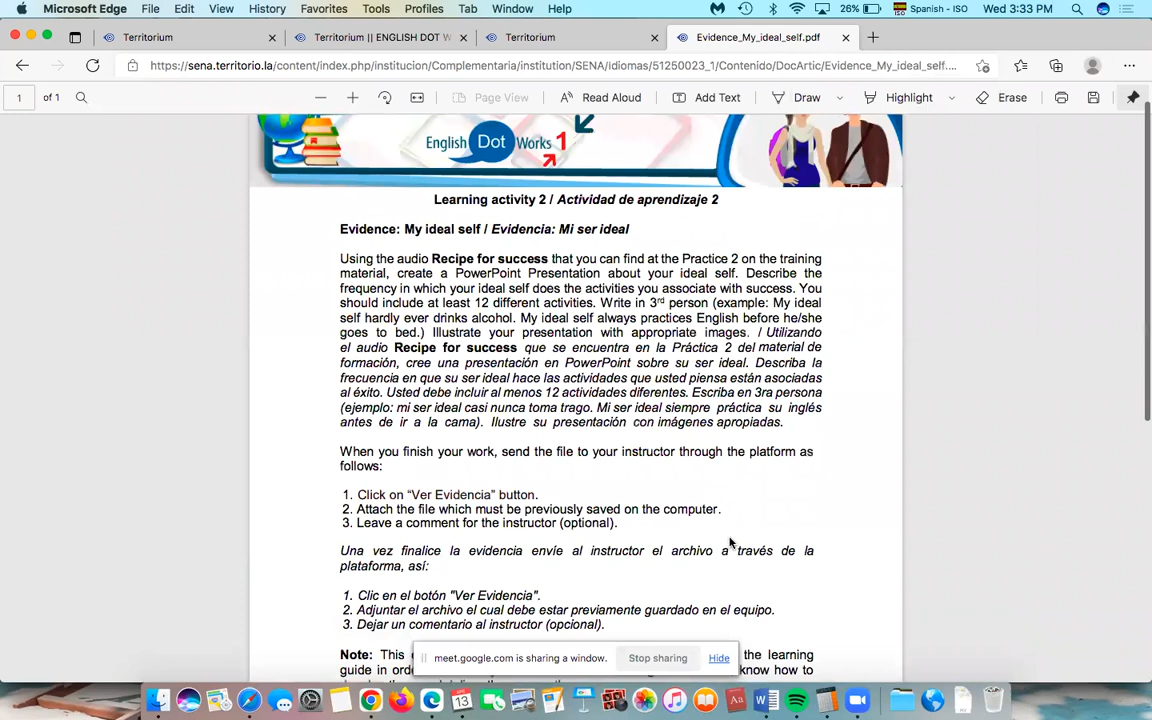 Microsoft Edge File Edit View History Favorites Tools Profiles Tab Window Help 26% Spanish - ISO Wed 3:33 PM
Territorium Territorium || ENGLISH DOT W Territorium Evidence_My_ideal_self.pdf
https://sena.territorio.la/content/index.php/institucion/Complementaria/institution/SENA/Idiomas/51250023_1/Contenido/DocArtic/Evidence_My_ideal_self....
1 of 1 Page View Read Aloud Add Text Draw Highlight Erase
English Dot Works 1
Learning activity 2 / Actividad de aprendizaje 2
Evidence: My ideal self / Evidencia: Mi ser ideal
Using the audio Recipe for success that you can find at the Practice 2 on the training
material, create a PowerPoint Presentation about your ideal self. Describe the
frequency in which your ideal self does the activities you associate with success. You
should include at least 12 different activities. Write in 3rd person (example: My ideal
self hardly ever drinks alcohol. My ideal self always practices English before he/she
goes to bed.) Illustrate your presentation with appropriate images. / Utilizando
el audio Recipe for success que se encuentra en la Práctica 2 del material de
formación, cree una presentación en PowerPoint sobre su ser ideal. Describa la
frecuencia en que su ser ideal hace las actividades que usted piensa están asociadas
al éxito. Usted debe incluir al menos 12 actividades diferentes. Escriba en 3ra persona
(ejemplo: mi ser ideal casi nunca toma trago. Mi ser ideal siempre práctica su inglés
antes de ir a la cama). Ilustre su presentación con imágenes apropiadas.
When you finish your work, send the file to your instructor through the platform as
follows:
1. Click on “Ver Evidencia” button.
2. Attach the file which must be previously saved on the computer.
3. Leave a comment for the instructor (optional).
Una vez finalice la evidencia envíe al instructor el archivo a través de la
plataforma, así:
1. Clic en el botón "Ver Evidencia".
2. Adjuntar el archivo el cual debe estar previamente guardado en el equipo.
3. Dejar un comentario al instructor (opcional).
Note: This the learning
meet.google.com is sharing a window. Stop sharing Hide
guide in know how to